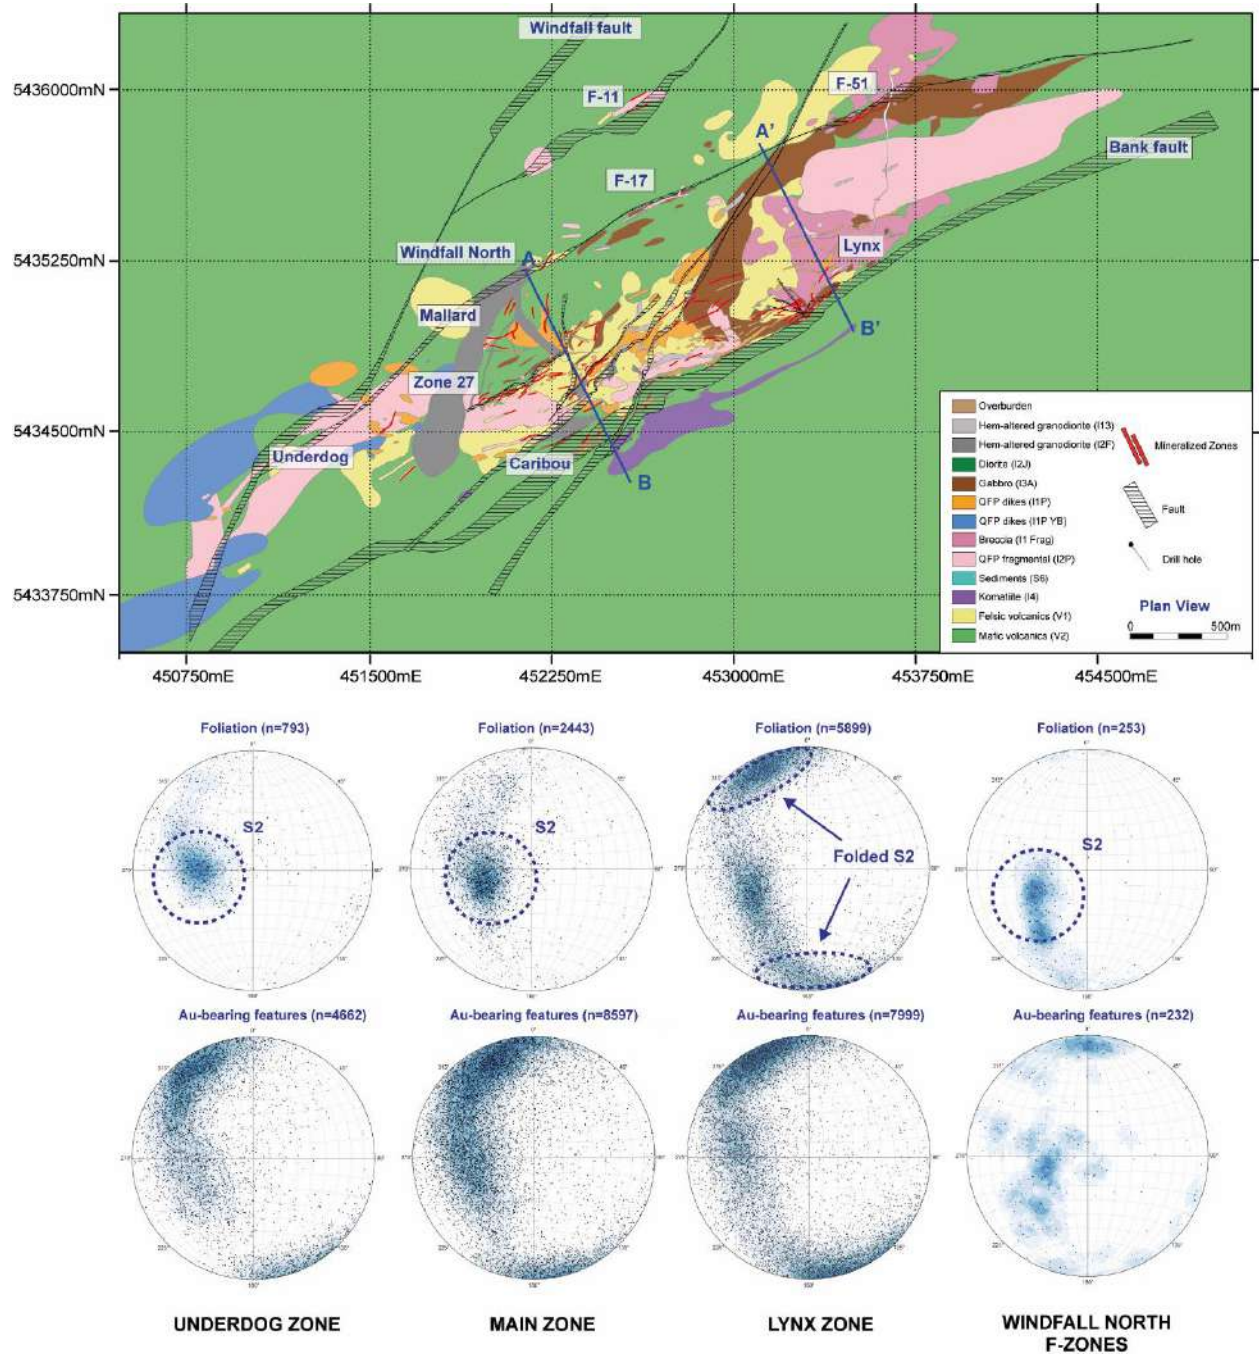 Windfall fault
F-11
F-51
5436000mN
A'
Bank fault
F-17
Windfall North
Lynx
5435250mN
A
Mallard
B'
Zone 27
5434500mN
Underdog
Caribou
B
5433750mN
Overburden
Hem-altered granodiorite (I13)
Hem-altered granodiorite (I2F)
Diorite (I2J)
Gabbro (I3A)
QFP dikes (I1P)
QFP dikes (I1P YB)
Breccia (I1 Frag)
QFP fragmental (I2P)
Sediments (S6)
Komatiite (I4)
Felsic volcanics (V1)
Mafic volcanics (V2)
Mineralized Zones
Fault
Drill hole
Plan View
0 500m
450750mE 451500mE 452250mE 453000mE 453750mE 454500mE
Foliation (n=793) Foliation (n=2443) Foliation (n=5899) Foliation (n=253)
S2 S2 Folded S2 S2
Au-bearing features (n=4662) Au-bearing features (n=8597) Au-bearing features (n=7999) Au-bearing features (n=232)
UNDERDOG ZONE MAIN ZONE LYNX ZONE WINDFALL NORTH
F-ZONES